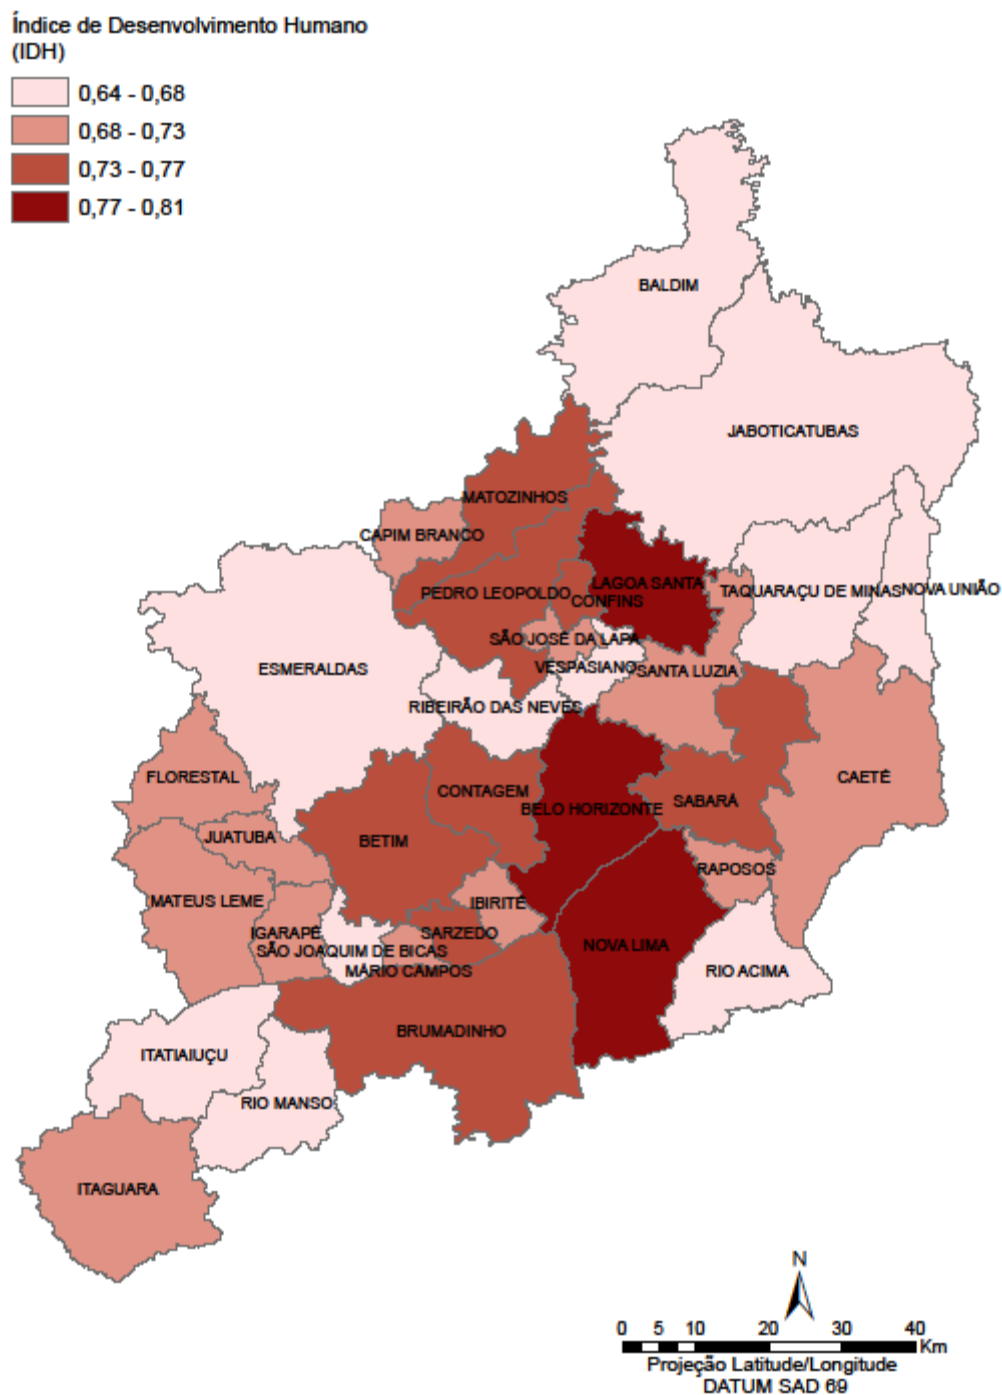 Índice de Desenvolvimento Humano
(IDH)
0,64 - 0,68
0,68 - 0,73
0,73 - 0,77
0,77 - 0,81
BALDIM
JABOTICATUBAS
MATOZINHOS
CAPIM BRANCO
LAGOA SANTA
TAQUARAÇU DE MINAS
NOVA UNIÃO
PEDRO LEOPOLDO
CONFINS
SÃO JOSÉ DA LAPA
VESPASIANO
SANTA LUZIA
ESMERALDAS
RIBEIRÃO DAS NEVES
FLORESTAL
CAETÉ
CONTAGEM
BELO HORIZONTE
SABARÁ
JUATUBA
BETIM
RAPOSOS
MATEUS LEME
IBIRITÉ
IGARAPÉ
SARZEDO
SÃO JOAQUIM DE BICAS
NOVA LIMA
MÁRIO CAMPOS
RIO ACIMA
BRUMADINHO
ITATIAIUÇU
RIO MANSO
ITAGUARA
N
0 5 10 20 30 40
Km
Projeção Latitude/Longitude
DATUM SAD 69